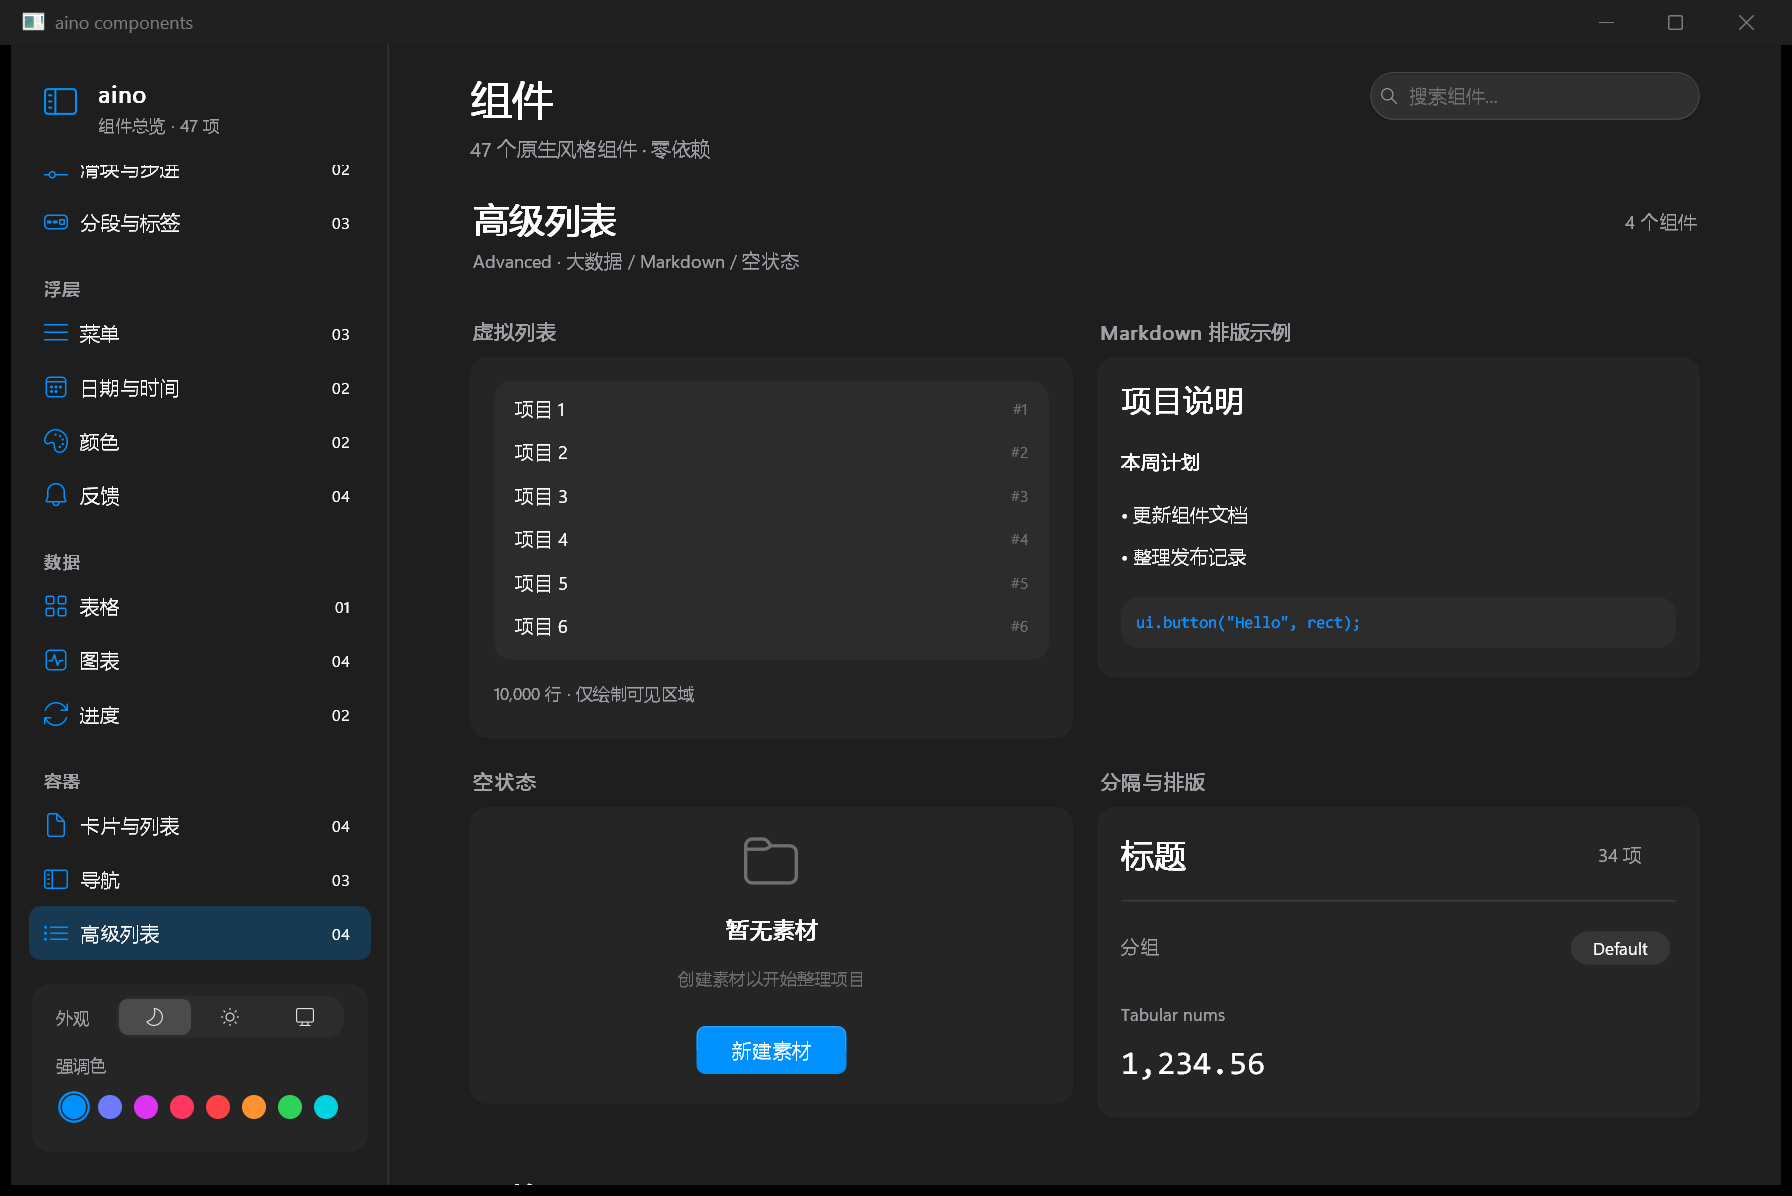 aino components
aino
组件总览 · 47 项
滑块与步进 02
分段与标签 03
浮层
菜单 03
日期与时间 02
颜色 02
反馈 04
数据
表格 01
图表 04
进度 02
容器
卡片与列表 04
导航 03
高级列表 04
外观
强调色
组件
搜索组件...
47 个原生风格组件 · 零依赖
高级列表
4 个组件
Advanced · 大数据 / Markdown / 空状态
虚拟列表
项目 1 #1
项目 2 #2
项目 3 #3
项目 4 #4
项目 5 #5
项目 6 #6
10,000 行 · 仅绘制可见区域
Markdown 排版示例
项目说明
本周计划
• 更新组件文档
• 整理发布记录
ui.button("Hello", rect);
空状态
暂无素材
创建素材以开始整理项目
新建素材
分隔与排版
标题 34 项
分组 Default
Tabular nums
1,234.56